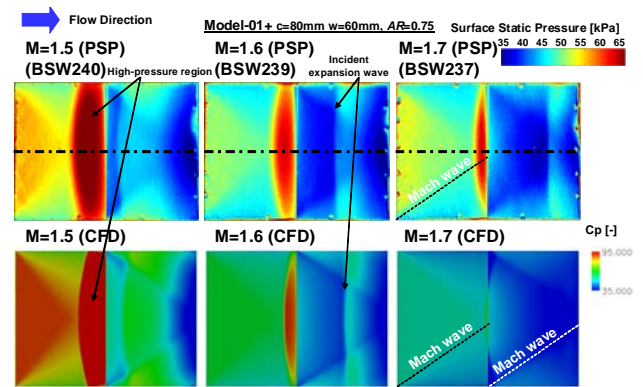 Flow Direction
Model-01+ c=80mm w=60mm, AR=0.75
Surface Static Pressure [kPa]
35 40 45 50 55 60 65
M=1.5 (PSP)
(BSW240)
High-pressure region
M=1.6 (PSP)
(BSW239)
Incident
expansion wave
M=1.7 (PSP)
(BSW237)
Mach wave
M=1.5 (CFD)
M=1.6 (CFD)
M=1.7 (CFD)
Cp [-]
95.000
35.000
Mach wave
Mach wave